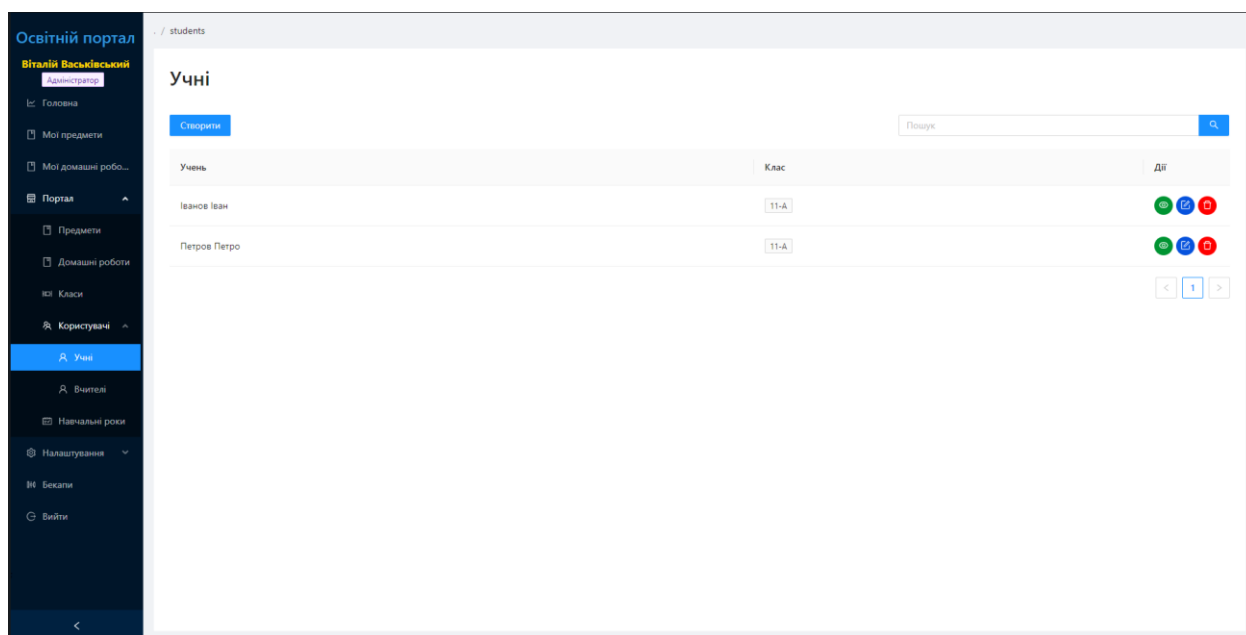 Освітній портал
Віталій Васьківський
Адміністратор
Головна
Мої предмети
Мої домашні робо...
Портал
Предмети
Домашні роботи
Класи
Користувачі
Учні
Вчителі
Навчальні роки
Налаштування
Бекапи
Вийти
. / students
Учні
Створити
Пошук
Учень Клас Дії
Іванов Іван 11-А
Петров Петро 11-А
< 1 >
<